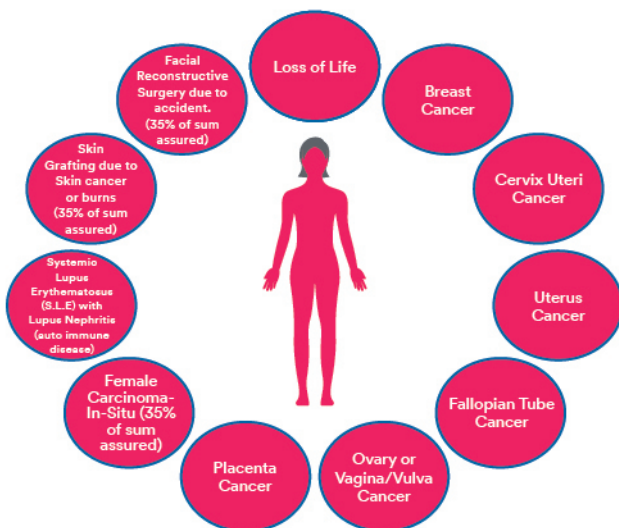 Loss of Life
Breast
Cancer
Cervix Uteri
Cancer
Uterus
Cancer
Fallopian Tube
Cancer
Ovary or
Vagina/Vulva
Cancer
Placenta
Cancer
Female
Carcinoma-
In-Situ (35%
of sum
assured)
Systemic
Lupus
Erythematosus
(S.L.E) with
Lupus Nephritis
(auto immune
disease)
Skin
Grafting due to
Skin cancer
or burns
(35% of sum
assured)
Facial
Reconstructive
Surgery due to
accident.
(35% of sum
assured)